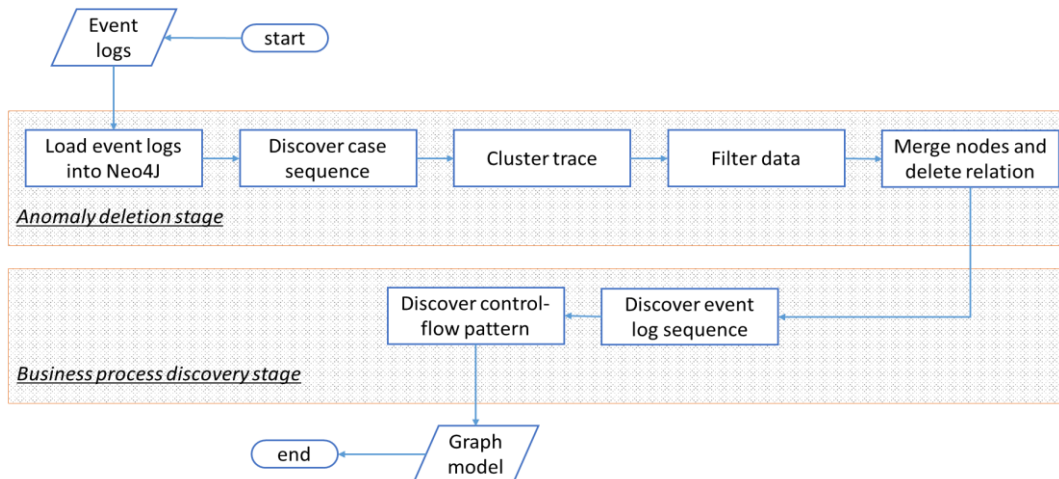 Event
logs
start
Load event logs
into Neo4J
Discover case
sequence
Cluster trace
Filter data
Merge nodes and
delete relation
Anomaly deletion stage
Discover control-
flow pattern
Discover event
log sequence
Business process discovery stage
end
Graph
model